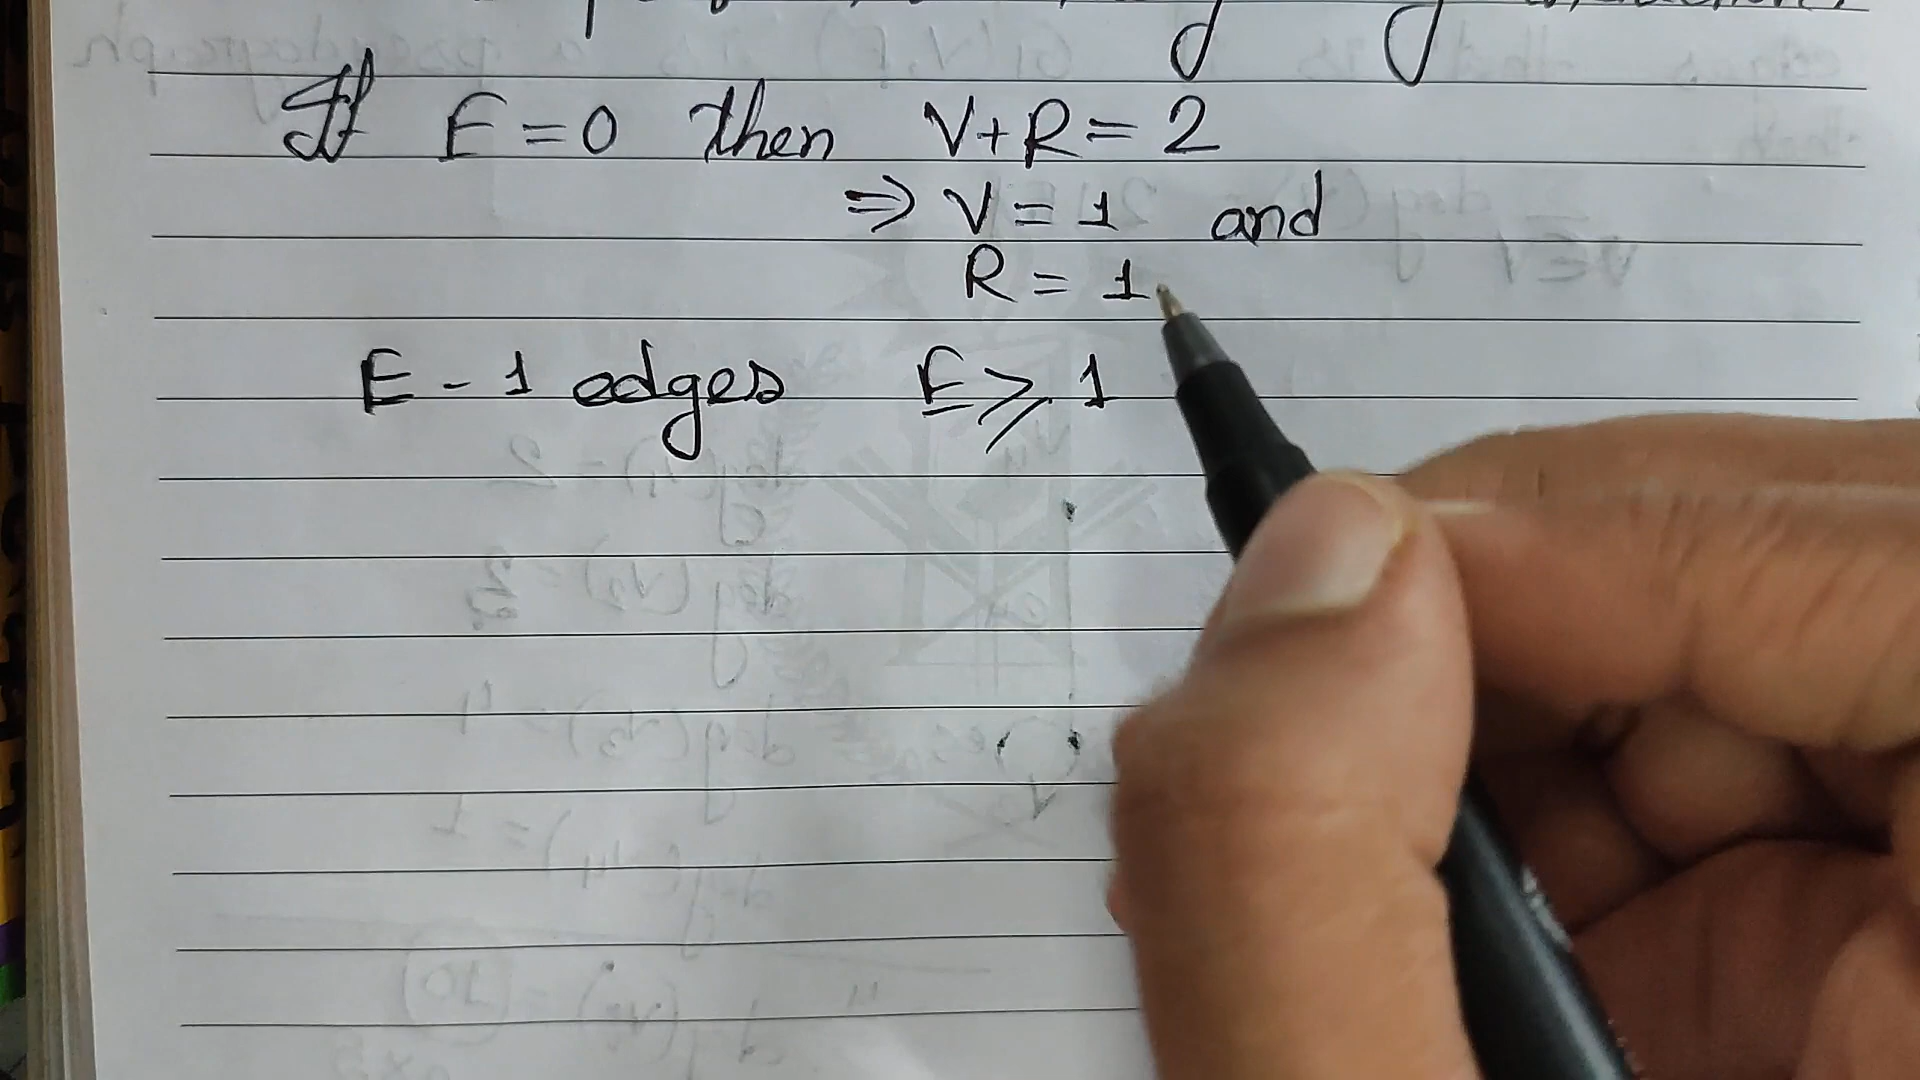 If E = 0 then V+R = 2
⇒ V = 1 and
R = 1
E - 1 edges E ⩾ 1